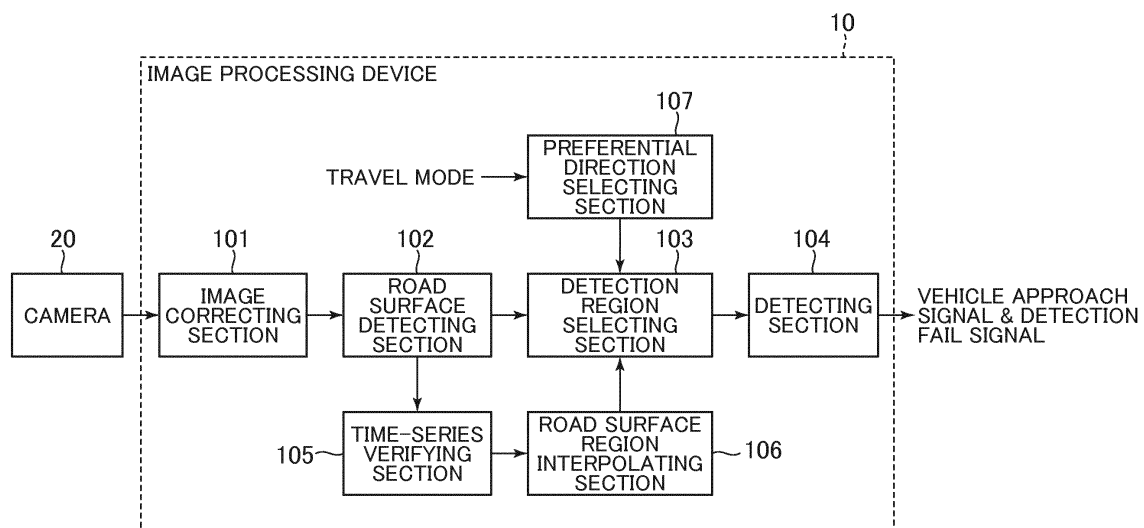 10
IMAGE PROCESSING DEVICE
107
PREFERENTIAL
DIRECTION
SELECTING
SECTION
TRAVEL MODE
20
101
102
103
104
CAMERA
IMAGE
CORRECTING
SECTION
ROAD
SURFACE
DETECTING
SECTION
DETECTION
REGION
SELECTING
SECTION
DETECTING
SECTION
VEHICLE APPROACH
SIGNAL & DETECTION
FAIL SIGNAL
105
TIME-SERIES
VERIFYING
SECTION
ROAD SURFACE
REGION
INTERPOLATING
SECTION
106